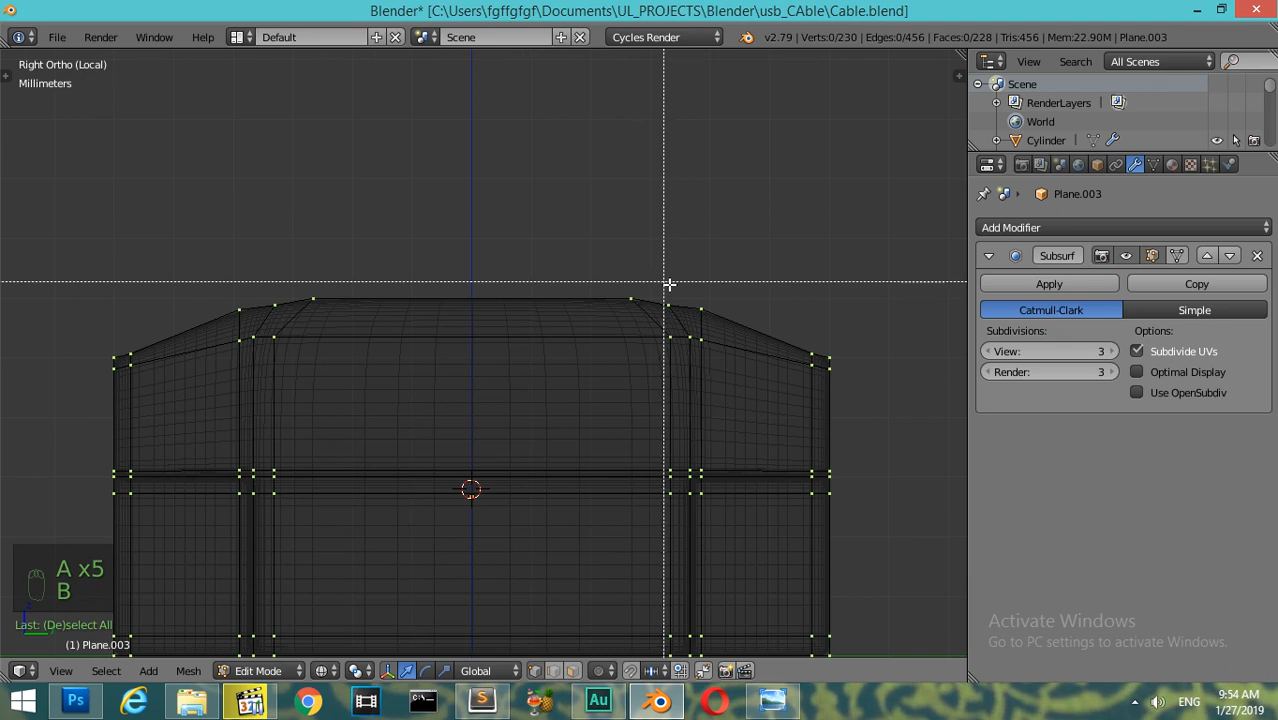 Blender* [C:\Users\fgffgfgf\Documents\UL_PROJECTS\Blender\usb_CAble\Cable.blend]
File Render Window Help Default Scene Cycles Render v2.79 | Verts:0/230 | Edges:0/456 | Faces:0/228 | Tris:456 | Mem:22.90M | Plane.003
Right Ortho (Local)
Millimeters
View Search All Scenes
Scene
RenderLayers
World
Cylinder
Plane.003
Add Modifier
Subsurf
Apply Copy
Catmull-Clark Simple
Subdivisions: Options:
View: 3 Subdivide UVs
Render: 3 Optimal Display
Use OpenSubdiv
A x5
B
Last: (De)select All
(1) Plane.003
Activate Windows
Go to PC settings to activate Windows.
View Select Add Mesh Edit Mode Global
Ps Au ENG 9:54 AM
1/27/2019